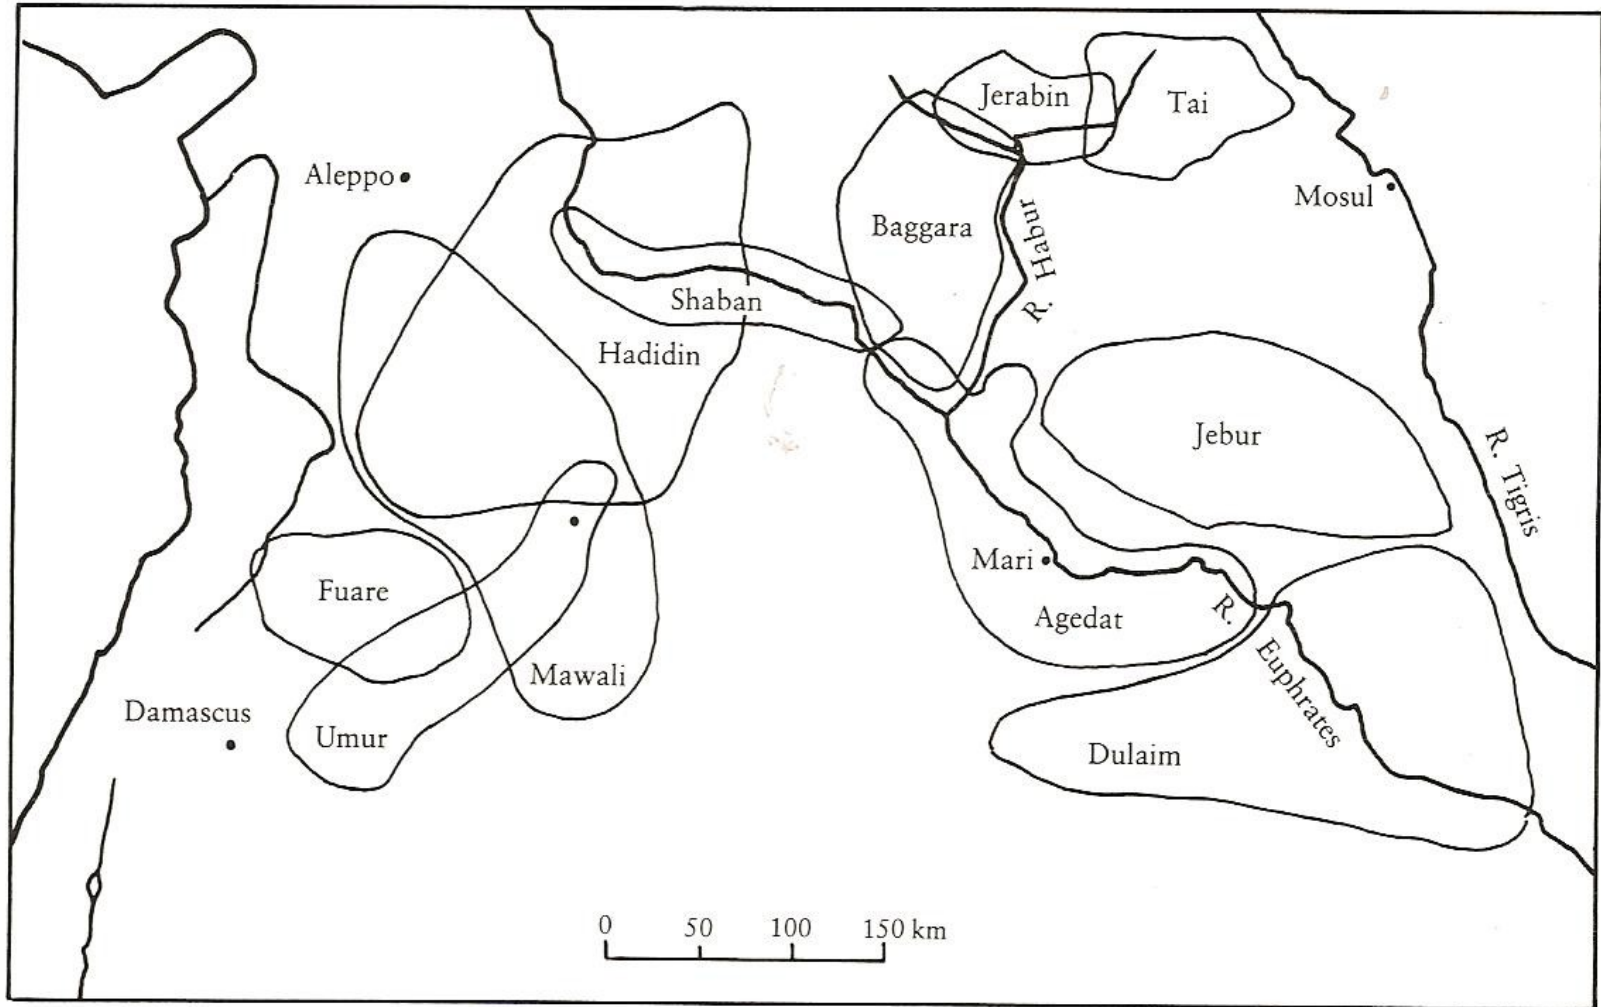 Jerabin
Tai
Aleppo
Mosul
Baggara
R. Habur
Shaban
Hadidin
Jebur
R. Tigris
Mari
Fuare
Agedat
R. Euphrates
Mawali
Damascus
Umur
Dulaim
0 50 100 150 km